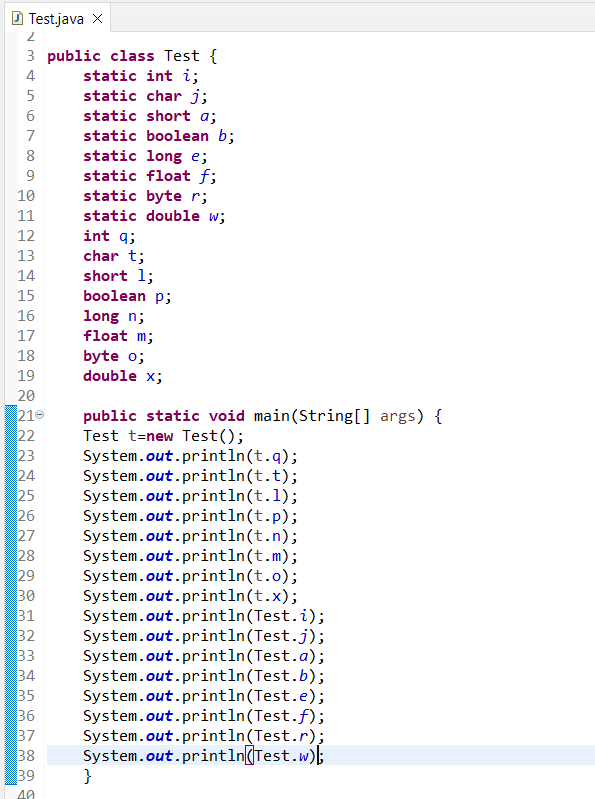 Test.java
2
3 public class Test {
4 static int i;
5 static char j;
6 static short a;
7 static boolean b;
8 static long e;
9 static float f;
10 static byte r;
11 static double w;
12 int q;
13 char t;
14 short l;
15 boolean p;
16 long n;
17 float m;
18 byte o;
19 double x;
20
21 public static void main(String[] args) {
22 Test t=new Test();
23 System.out.println(t.q);
24 System.out.println(t.t);
25 System.out.println(t.l);
26 System.out.println(t.p);
27 System.out.println(t.n);
28 System.out.println(t.m);
29 System.out.println(t.o);
30 System.out.println(t.x);
31 System.out.println(Test.i);
32 System.out.println(Test.j);
33 System.out.println(Test.a);
34 System.out.println(Test.b);
35 System.out.println(Test.e);
36 System.out.println(Test.f);
37 System.out.println(Test.r);
38 System.out.println(Test.w);
39 }
40